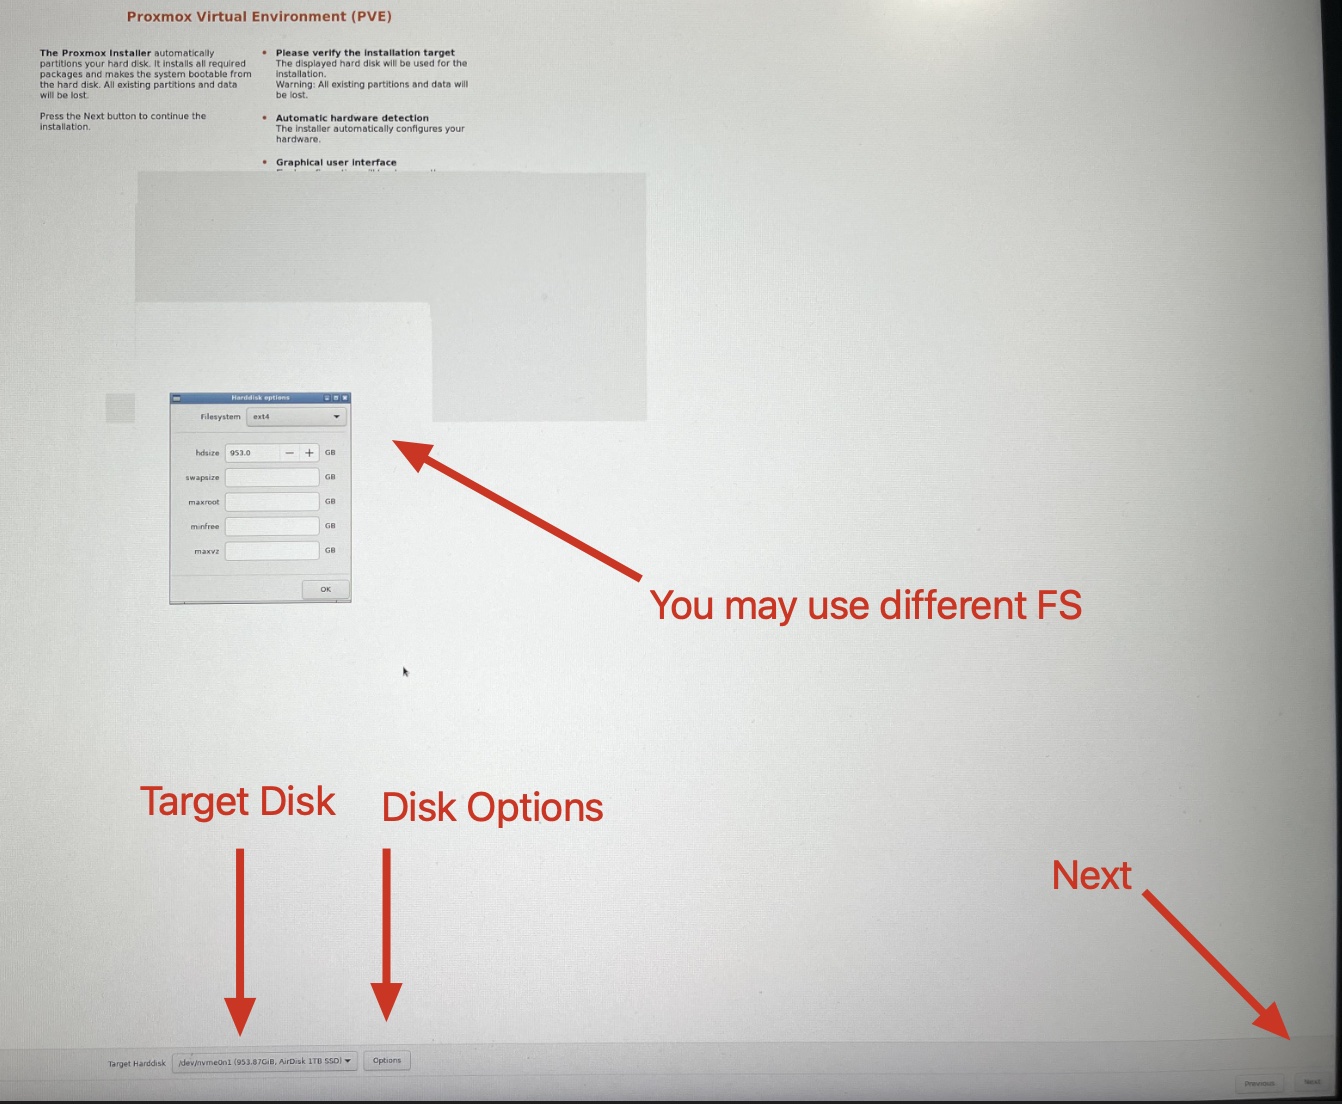 Proxmox Virtual Environment (PVE)
The Proxmox Installer automatically
partitions your hard disk. It installs all required
packages and makes the system bootable from
the hard disk. All existing partitions and data
will be lost.
Press the Next button to continue the
installation.
Please verify the installation target
The displayed hard disk will be used for the
installation.
Warning: All existing partitions and data will
be lost.
Automatic hardware detection
The installer automatically configures your
hardware.
Graphical user interface
Harddisk options
Filesystem ext4
hdsize 953.0 − + GB
swapsize GB
maxroot GB
minfree GB
maxvz GB
OK
You may use different FS
Target Disk
Disk Options
Next
Target Harddisk /dev/nvme0n1 (953.87GiB, AirDisk 1TB SSD) Options
Previous Next